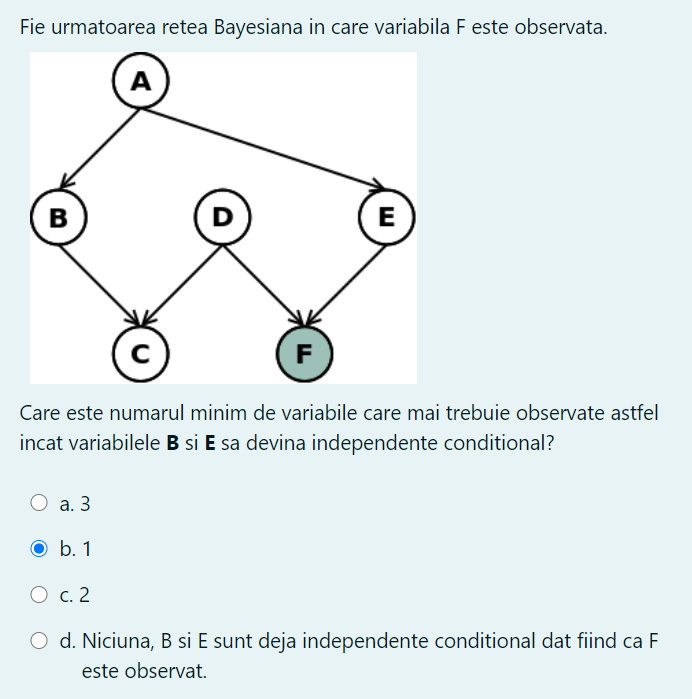 Fie urmatoarea retea Bayesiana in care variabila F este observata.
A
B
D
E
C
F
Care este numarul minim de variabile care mai trebuie observate astfel
incat variabilele B si E sa devina independente conditional?
a. 3
b. 1
c. 2
d. Niciuna, B si E sunt deja independente conditional dat fiind ca F
este observat.